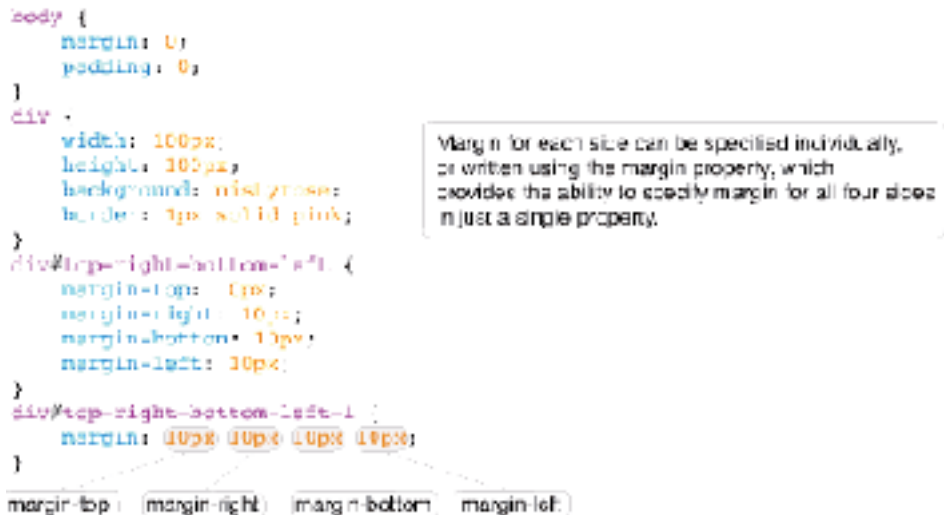 body {
margin: 0;
padding: 0;
}
div {
width: 100px;
height: 100px;
background: mistyrose;
border: 1px solid pink;
}
Margin for each side can be specified individually,
or written using the margin property, which
provides the ability to specify margin for all four sides
in just a single property.
div#top-right-bottom-left {
margin-top:
margin-right: 10px;
margin-bottom: 10px;
margin-left: 10px;
}
div#top-right-bottom-left-1 {
margin: 10px 10px 10px 10px;
}
margin-top margin-right margin-bottom margin-left